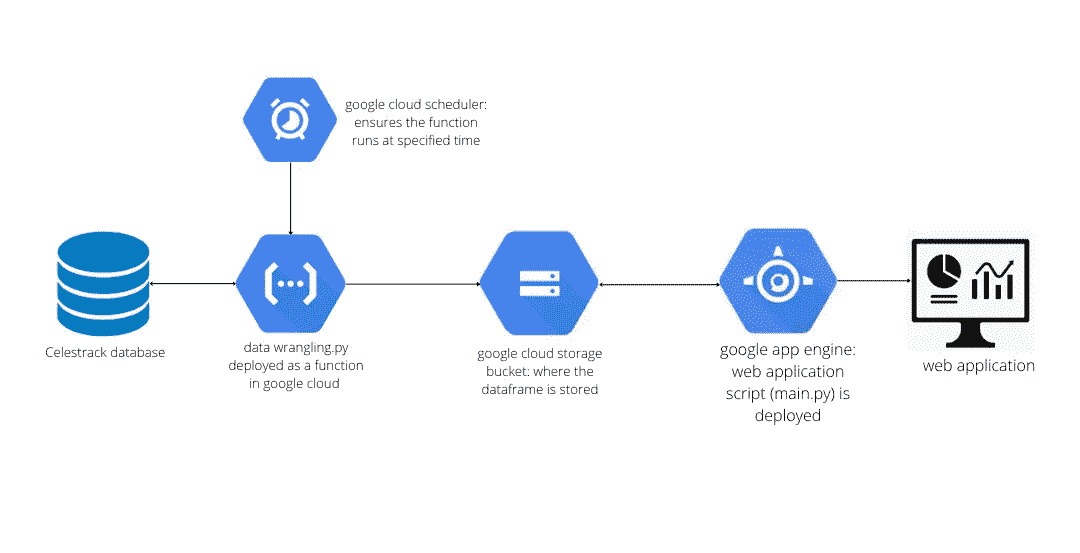 google cloud scheduler:
ensures the function
runs at specified time
Celestrack database
data wrangling.py
deployed as a function
in google cloud
google cloud storage
bucket: where the
dataframe is stored
google app engine:
web application
script (main.py) is
deployed
web application